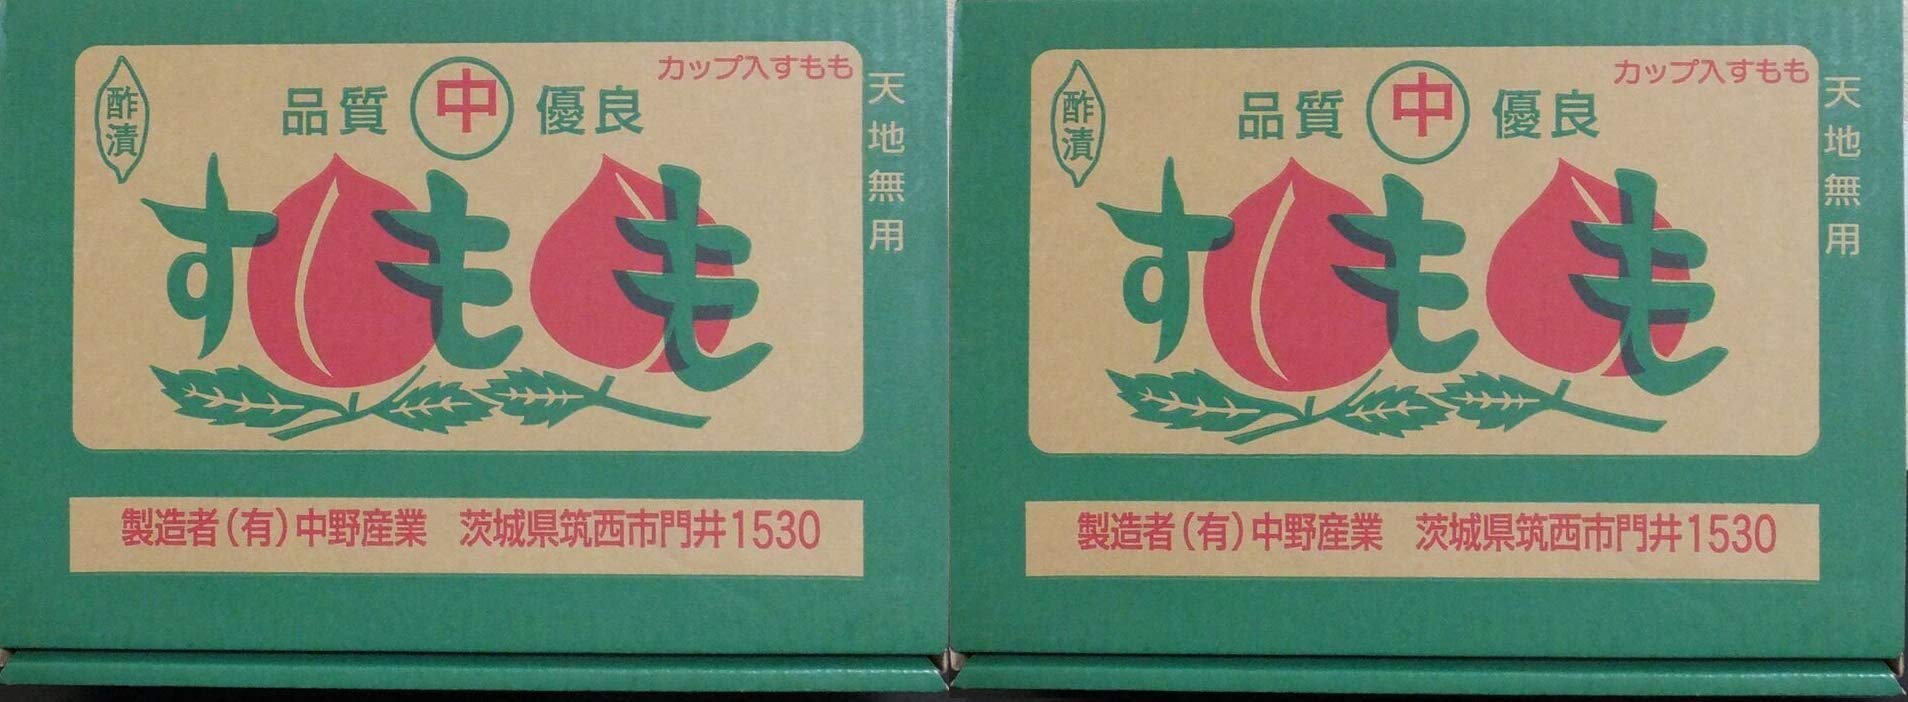 酢漬
品質 中 優良
カップ入すもも
天地無用
すもも
製造者(有)中野産業 茨城県筑西市門井1530
酢漬
品質 中 優良
カップ入すもも
天地無用
すもも
製造者(有)中野産業 茨城県筑西市門井1530